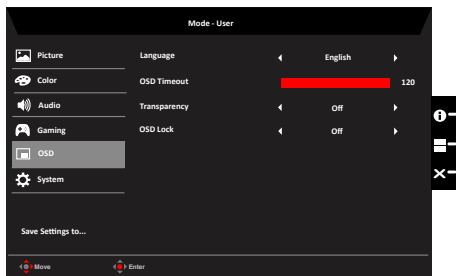 Mode - User
Picture
Color
Audio
Gaming
OSD
System
Language English
OSD Timeout 120
Transparency Off
OSD Lock Off
Save Settings to...
Move Enter